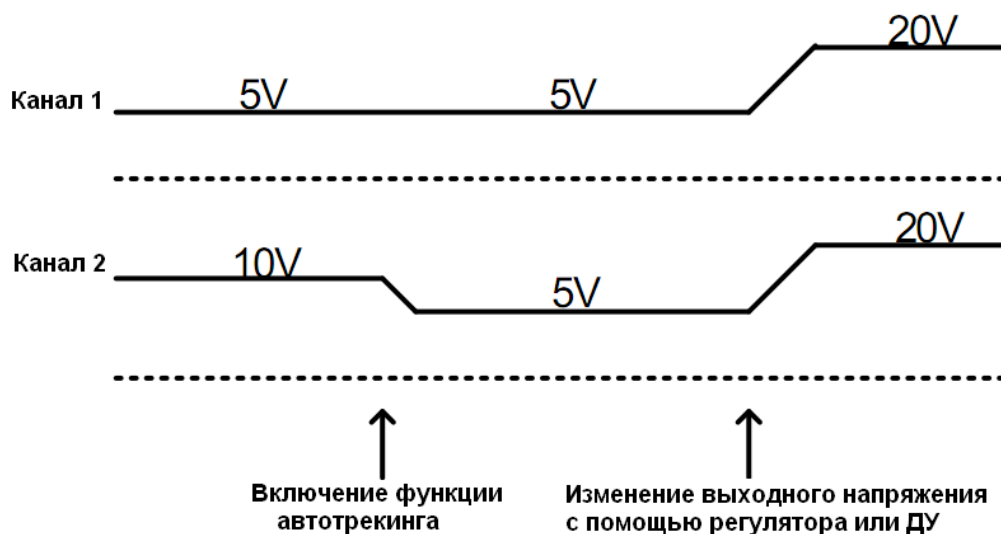 20V
5V 5V
Канал 1
20V
Канал 2
10V
5V
Включение функции
автотрекинга
Изменение выходного напряжения
с помощью регулятора или ДУ